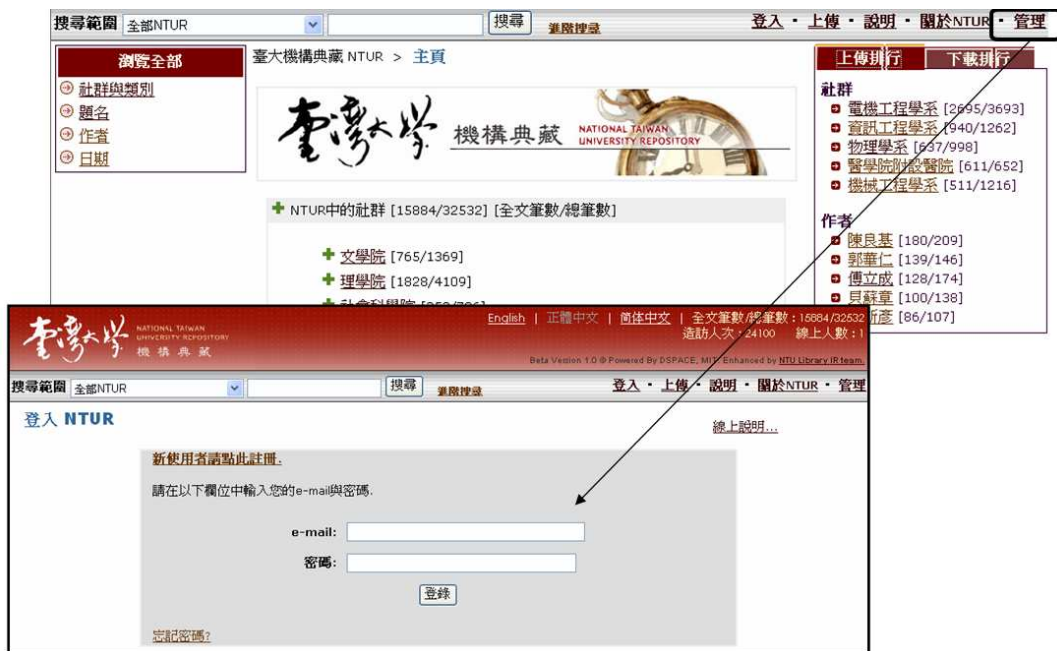 搜尋範圍 全部NTUR 搜尋 進階搜尋 登入 ‧ 上傳 ‧ 說明 ‧ 關於NTUR ‧ 管理
瀏覽全部
社群與類別
題名
作者
日期
臺大機構典藏 NTUR > 主頁
臺灣大學 機構典藏 NATIONAL TAIWAN
UNIVERSITY REPOSITORY
NTUR中的社群 [15884/32532] [全文筆數/總筆數]
文學院 [765/1369]
理學院 [1828/4109]
上傳排行 下載排行
社群
電機工程學系 [2695/3693]
資訊工程學系 [940/1262]
物理學系 [637/998]
醫學院附設醫院 [611/652]
機械工程學系 [511/1216]
作者
陳良基 [180/209]
郭華仁 [139/146]
傅立成 [128/174]
貝蘇章 [100/138]
斯彥 [86/107]
臺灣大學 NATIONAL TAIWAN
UNIVERSITY REPOSITORY
機構典藏
English | 正體中文 | 简体中文 | 全文筆數/總筆數 : 15884/32532
造訪人次 : 24100 線上人數 : 1
Beta Version 1.0 @ Powered By DSPACE, MIT. Enhanced by NTU Library IR team.
搜尋範圍 全部NTUR 搜尋 進階搜尋 登入 ‧ 上傳 ‧ 說明 ‧ 關於NTUR ‧ 管理
登入 NTUR
線上說明...
新使用者請點此註冊.
請在以下欄位中輸入您的e-mail與密碼.
e-mail:
密碼:
登錄
忘記密碼?